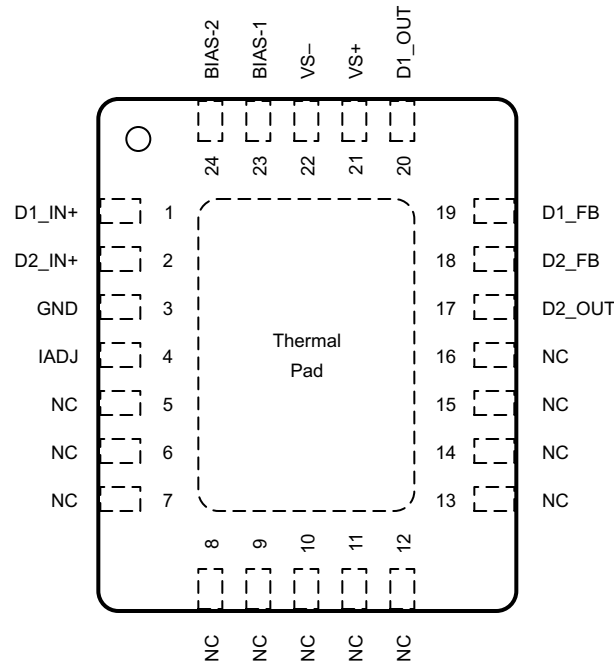 BIAS-2
BIAS-1
VS–
VS+
D1_OUT
24
23
22
21
20
D1_IN+ 1
19 D1_FB
D2_IN+ 2
18 D2_FB
GND 3
17 D2_OUT
IADJ 4
16 NC
NC 5
15 NC
NC 6
14 NC
NC 7
13 NC
Thermal
Pad
8
9
10
11
12
NC
NC
NC
NC
NC